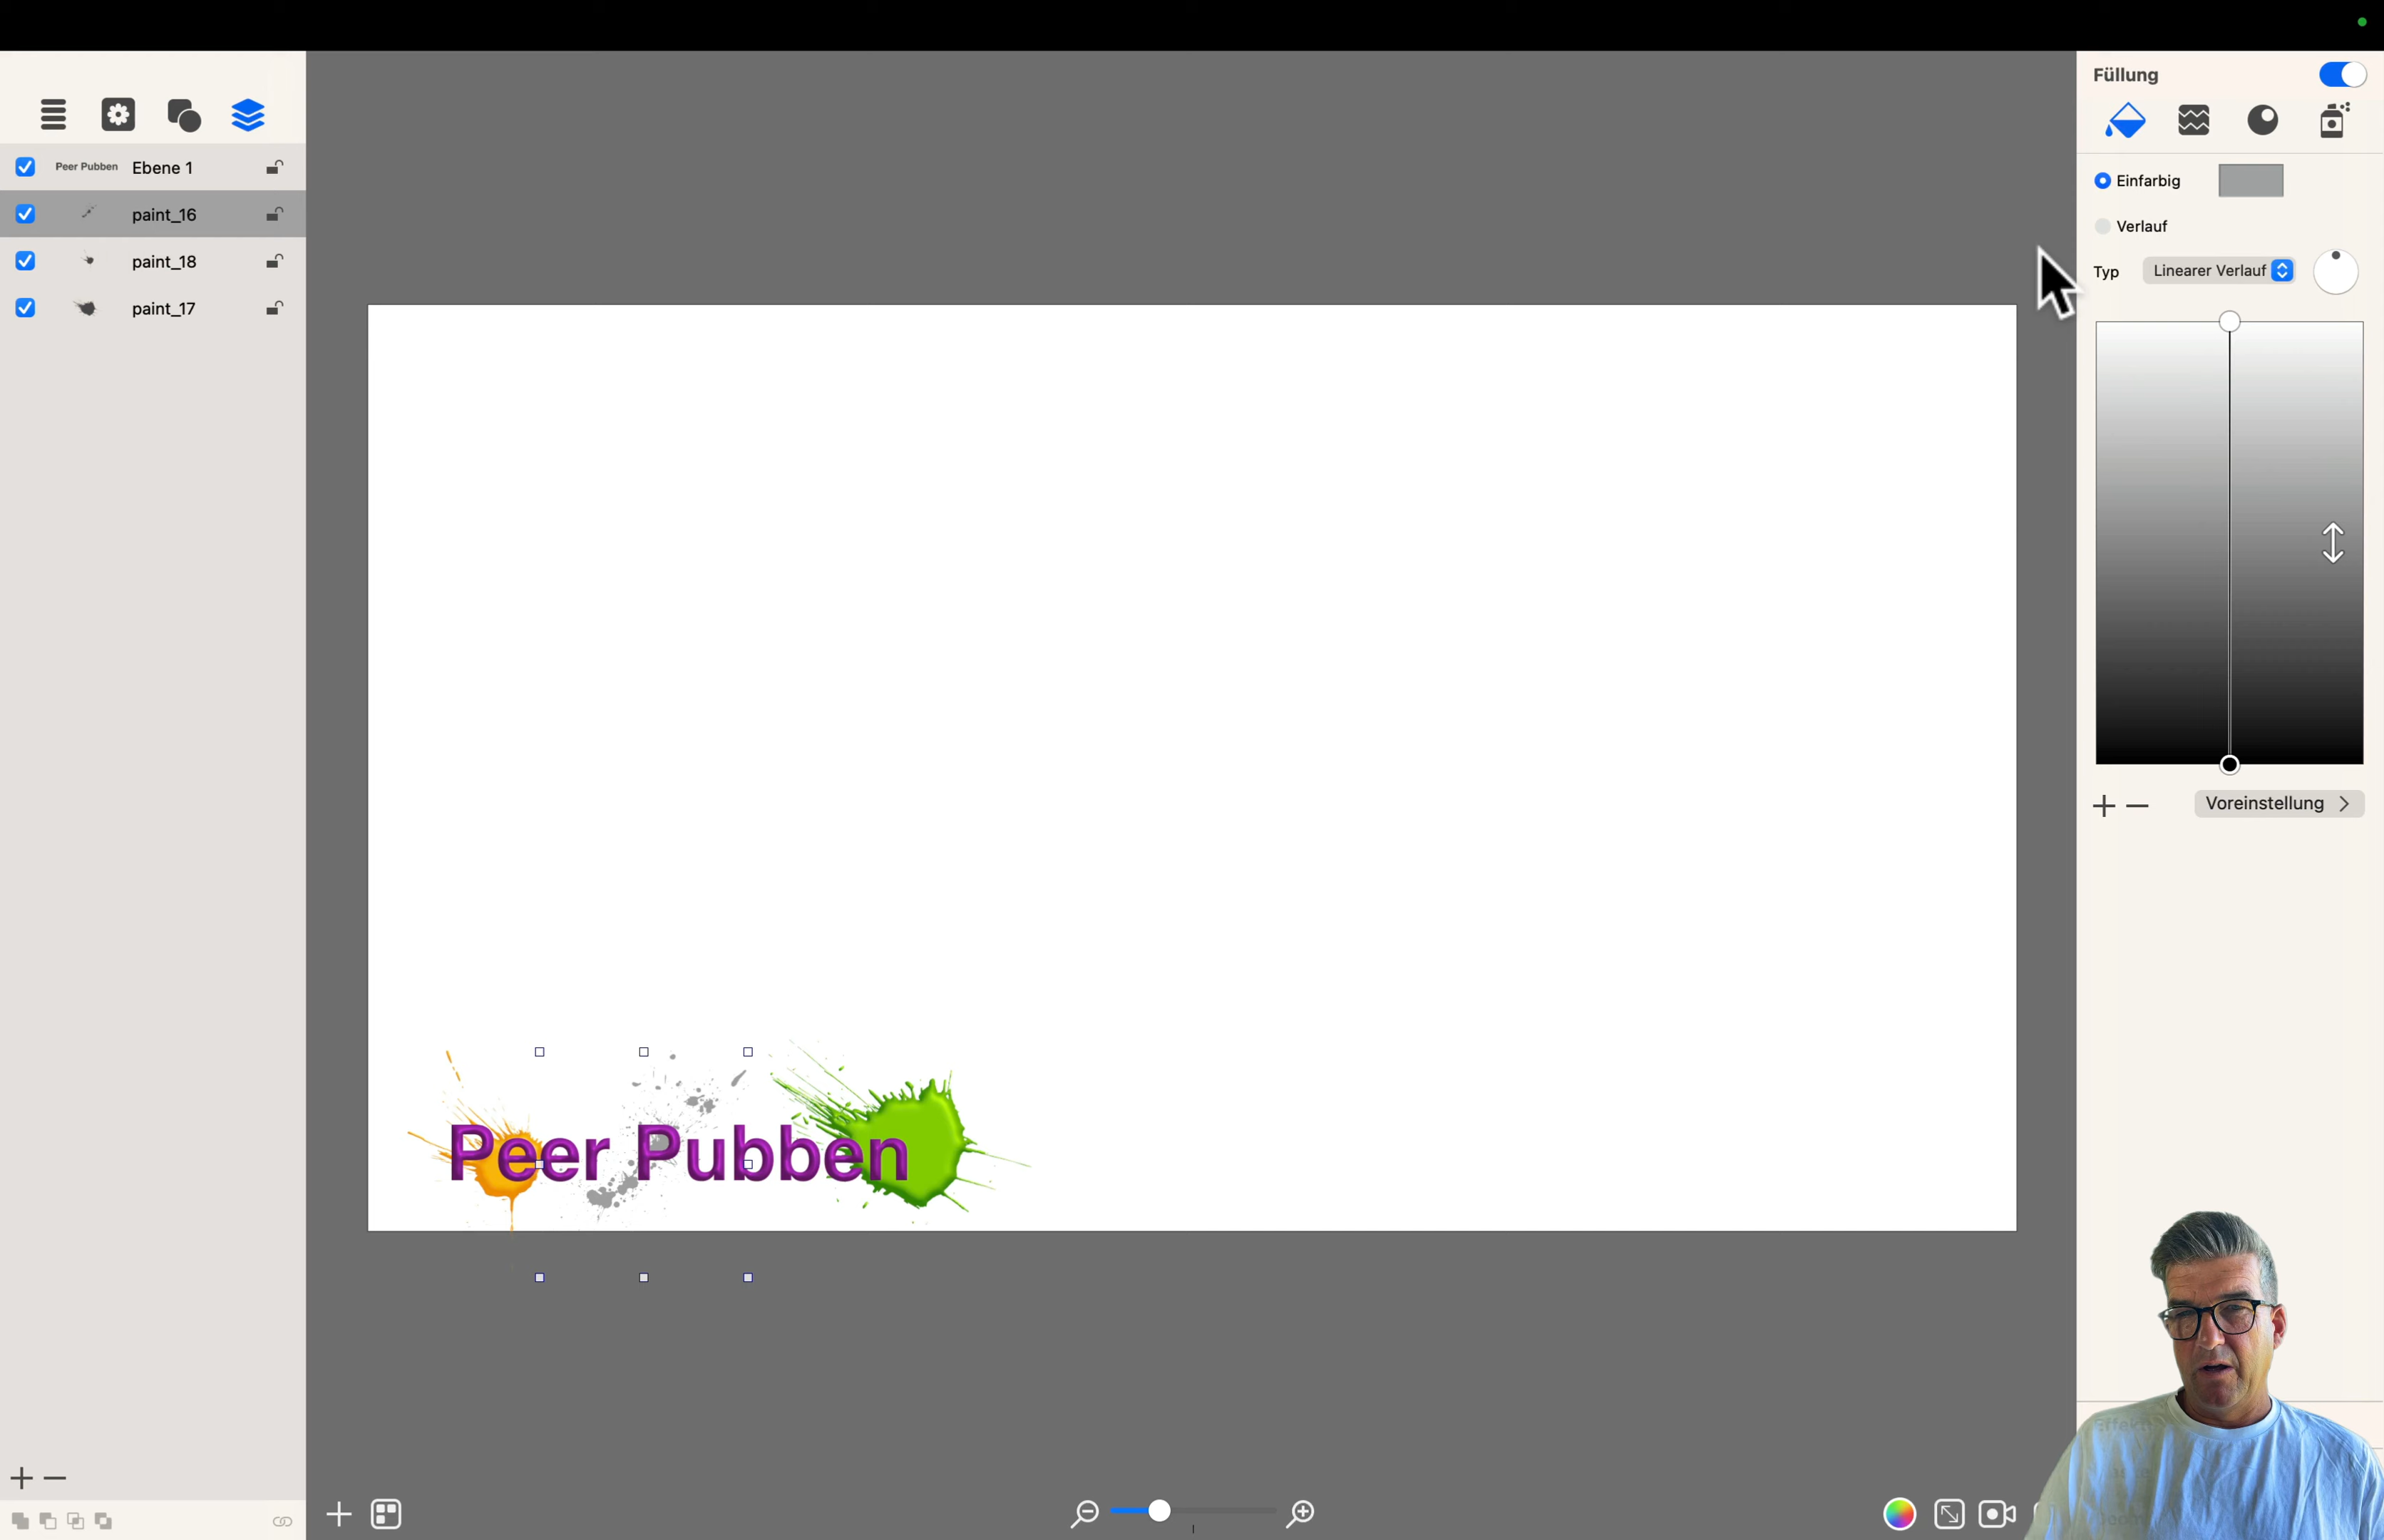 Füllung
Peer Pubben Ebene 1
paint_16
paint_18
paint_17
Einfarbig
Verlauf
Typ Linearer Verlauf
Voreinstellung
Peer Pubben